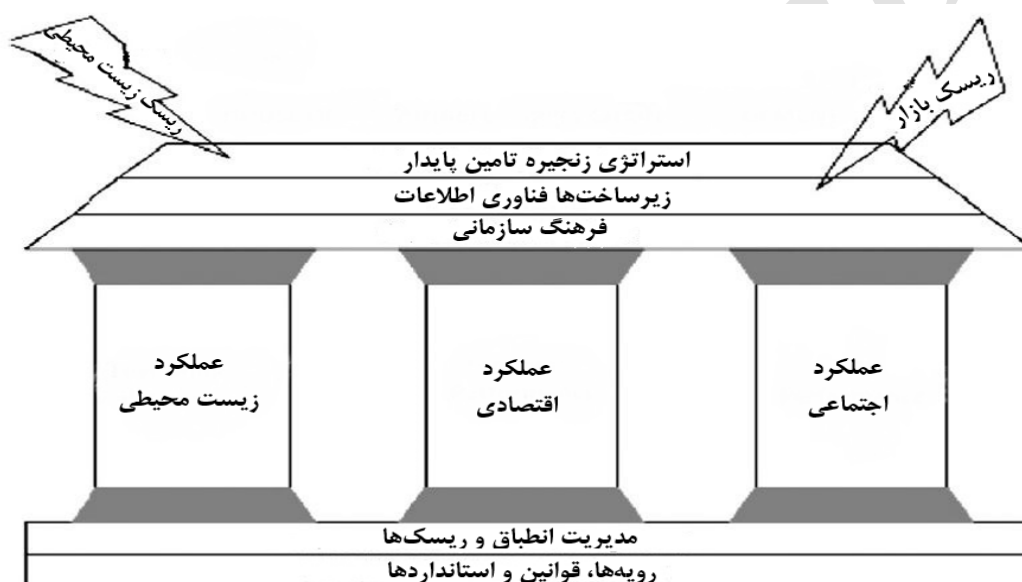 ریسک زیست محیطی
ریسک بازار
استراتژی زنجیره تامین پایدار
زیرساخت‌ها فناوری اطلاعات
فرهنگ سازمانی
عملکرد
اجتماعی
عملکرد
اقتصادی
عملکرد
زیست محیطی
مدیریت انطباق و ریسک‌ها
رویه‌ها، قوانین و استانداردها